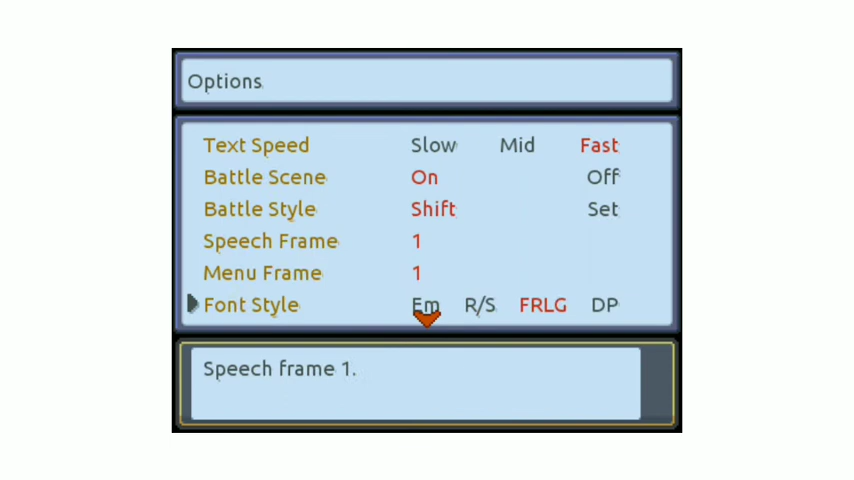 Options
Text Speed Slow Mid Fast
Battle Scene On Off
Battle Style Shift Set
Speech Frame 1
Menu Frame 1
Font Style Em R/S FRLG DP
Speech frame 1.